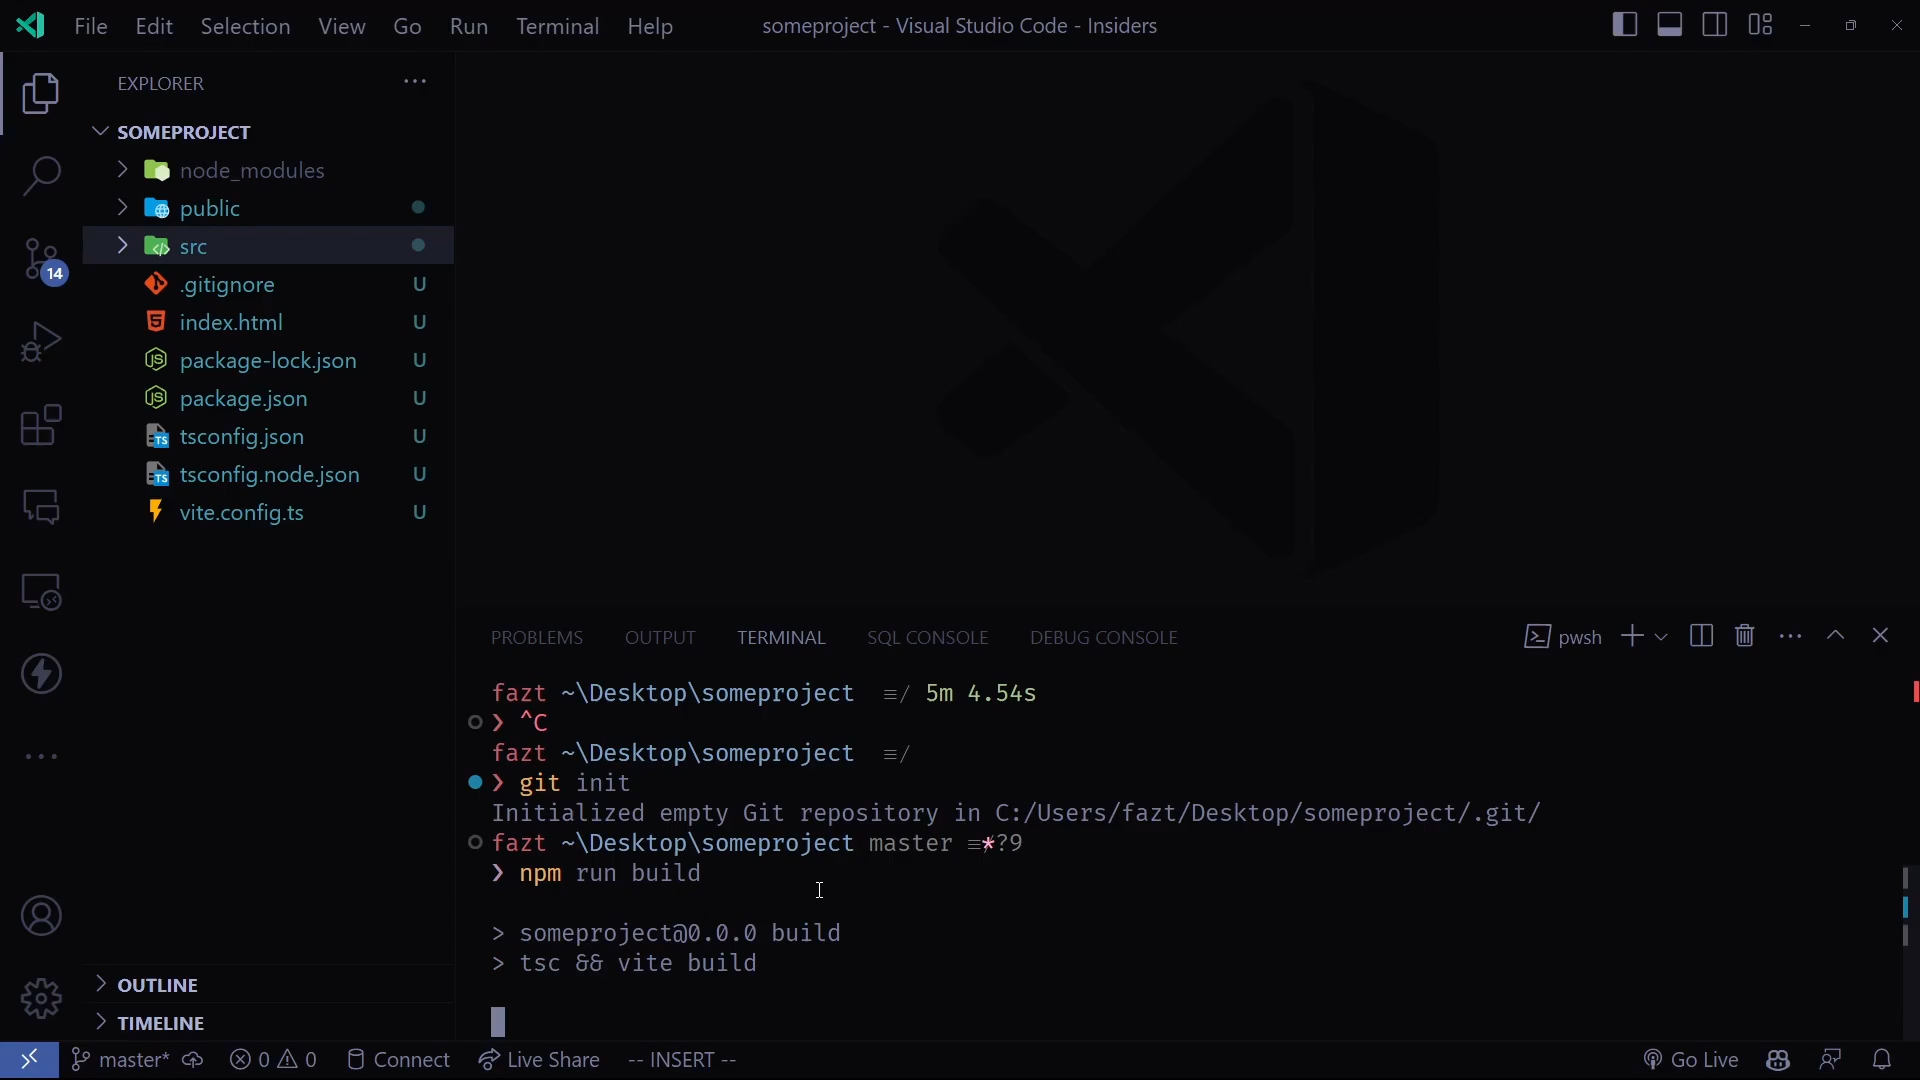 File Edit Selection View Go Run Terminal Help
someproject - Visual Studio Code - Insiders
EXPLORER
SOMEPROJECT
node_modules
public
src
.gitignore U
index.html U
package-lock.json U
package.json U
tsconfig.json U
tsconfig.node.json U
vite.config.ts U
14
OUTLINE
TIMELINE
PROBLEMS OUTPUT TERMINAL SQL CONSOLE DEBUG CONSOLE
pwsh
fazt ~\Desktop\someproject ≡/ 5m 4.54s
❯ ^C
fazt ~\Desktop\someproject ≡/
❯ git init
Initialized empty Git repository in C:/Users/fazt/Desktop/someproject/.git/
fazt ~\Desktop\someproject master ≡*?9
❯ npm run build
> someproject@0.0.0 build
> tsc && vite build
master* 0 0 Connect Live Share -- INSERT -- Go Live